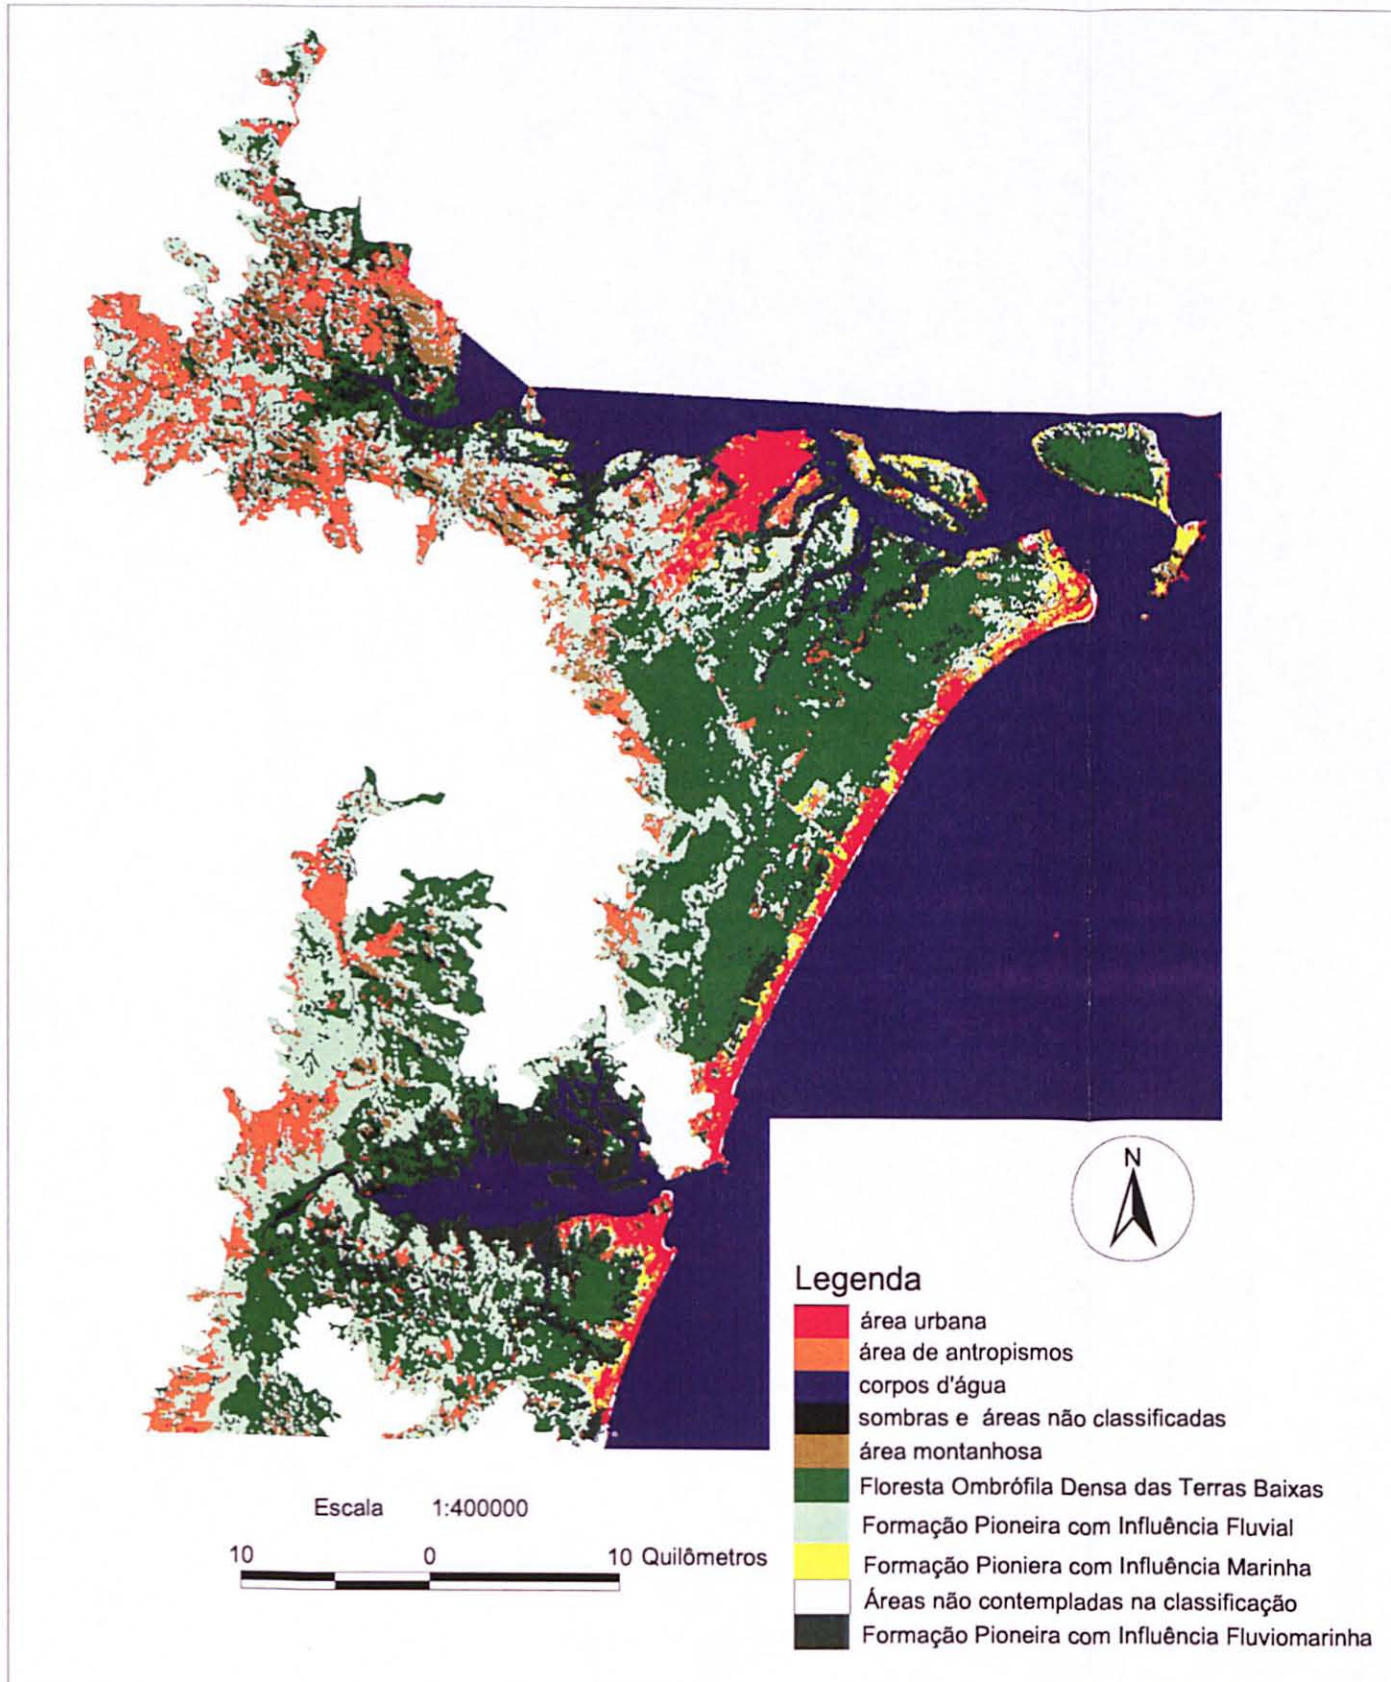 N
Legenda
área urbana
área de antropismos
corpos d'água
sombras e áreas não classificadas
área montanhosa
Floresta Ombrófila Densa das Terras Baixas
Formação Pioneira com Influência Fluvial
Formação Pioniera com Influência Marinha
Áreas não contempladas na classificação
Formação Pioneira com Influência Fluviomarinha
Escala 1:400000
10 0 10 Quilômetros